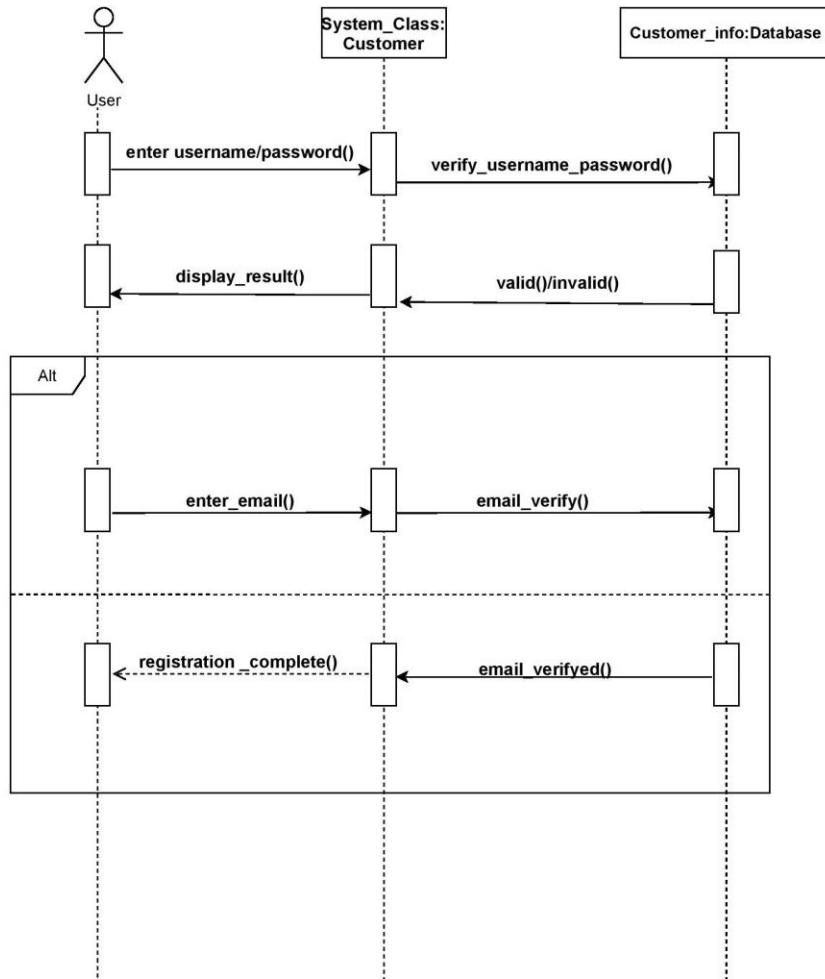 System_Class:
Customer
Customer_info:Database
User
enter username/password()
verify_username_password()
display_result()
valid()/invalid()
Alt
enter_email()
email_verify()
registration _complete()
email_verifyed()